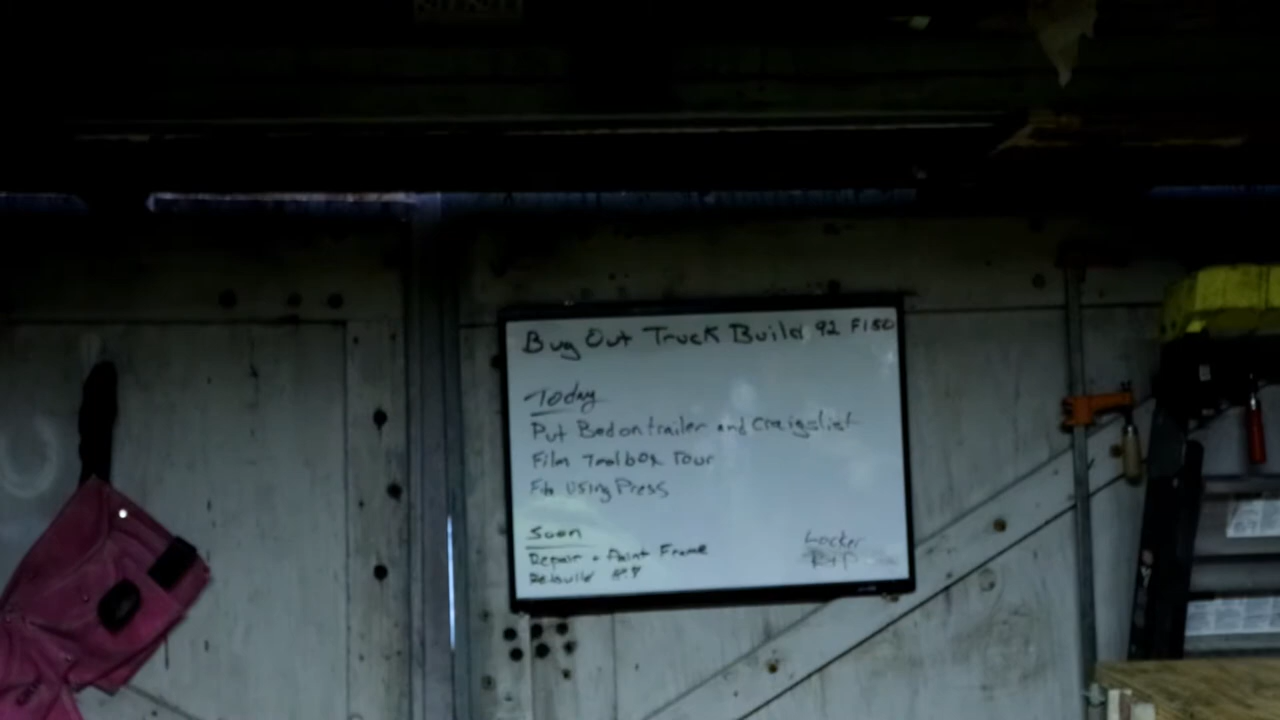 Bug Out Truck Build 92 F150
Today
Put Bed on trailer and Craigslist
Film Toolbox Tour
Film Using Press
Soon
Repair + Paint Frame
Rebuild
Locker